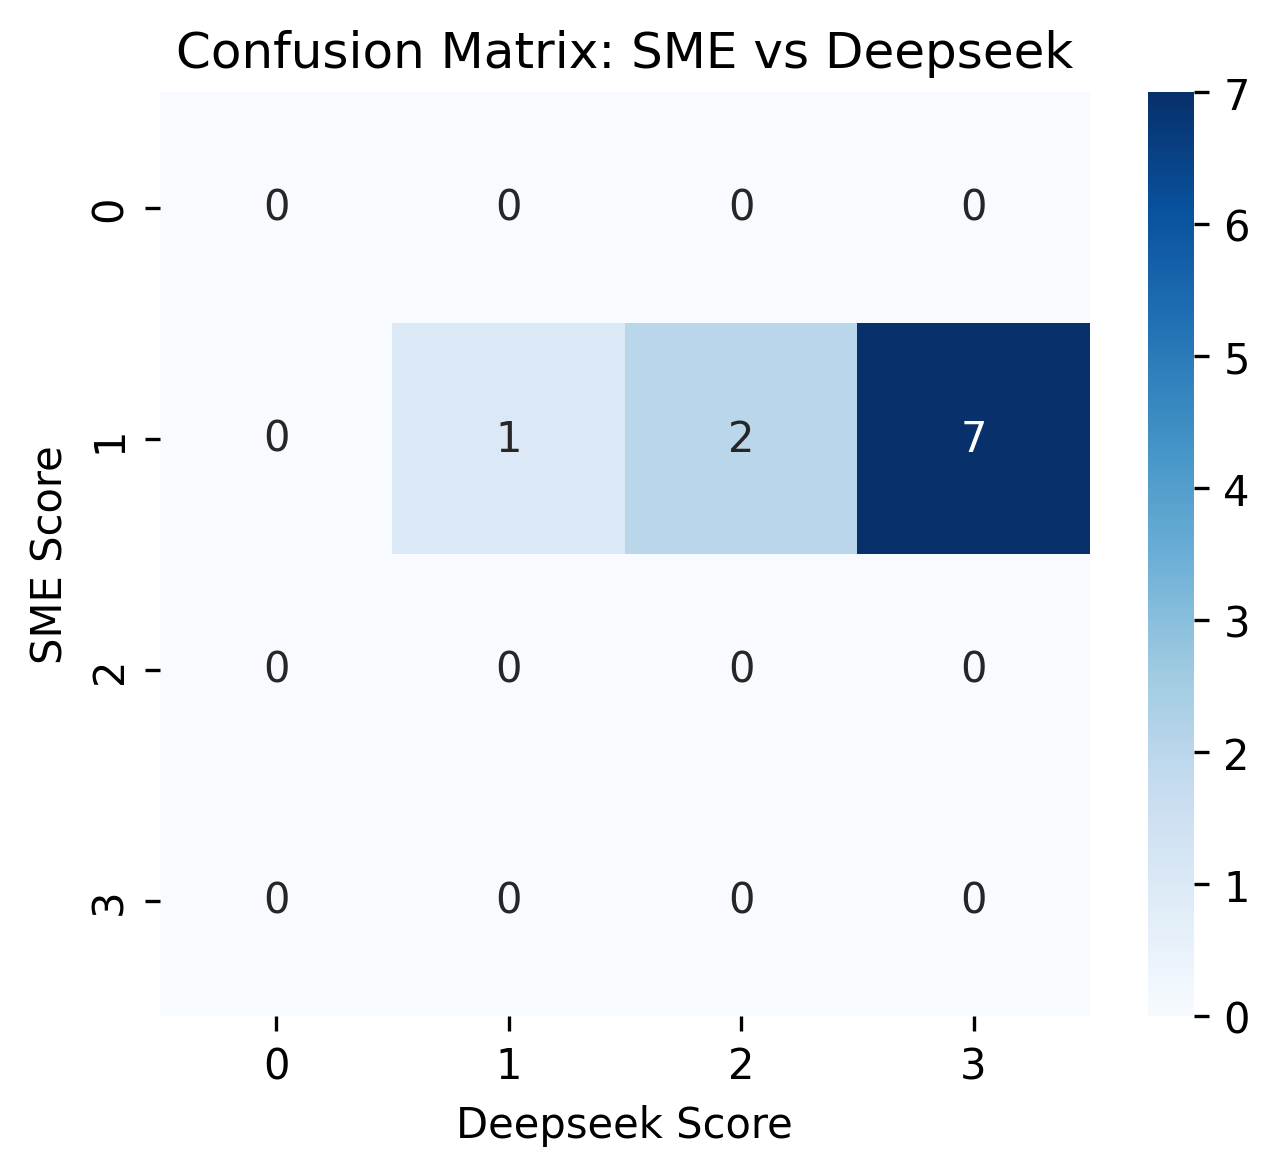 Confusion Matrix: SME vs Deepseek
7
0 0 0 0 0
6
5
1 0 1 2 7
4
SME Score
3
2 0 0 0 0
2
1
3 0 0 0 0
0
0 1 2 3
Deepseek Score